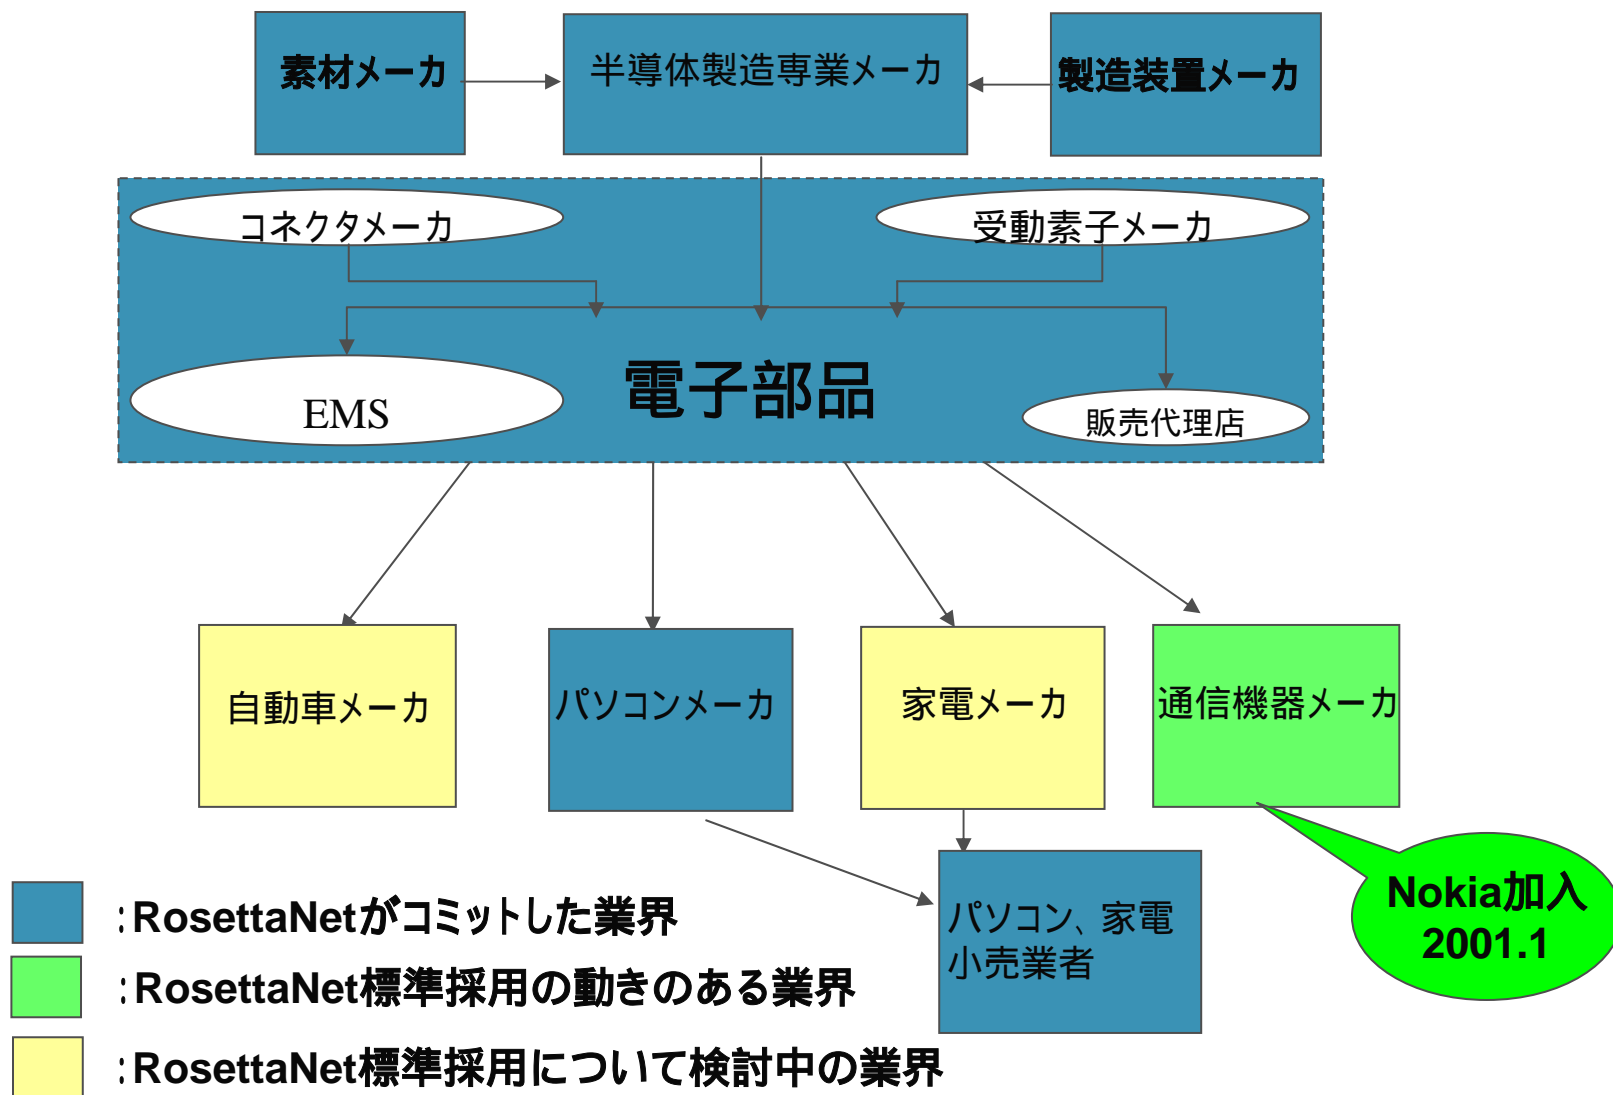 素材メーカ
半導体製造専業メーカ
製造装置メーカ
コネクタメーカ
受動素子メーカ
電子部品
EMS
販売代理店
自動車メーカ
パソコンメーカ
家電メーカ
通信機器メーカ
Nokia加入
2001.1
パソコン、家電
小売業者
:RosettaNetがコミットした業界
:RosettaNet標準採用の動きのある業界
:RosettaNet標準採用について検討中の業界